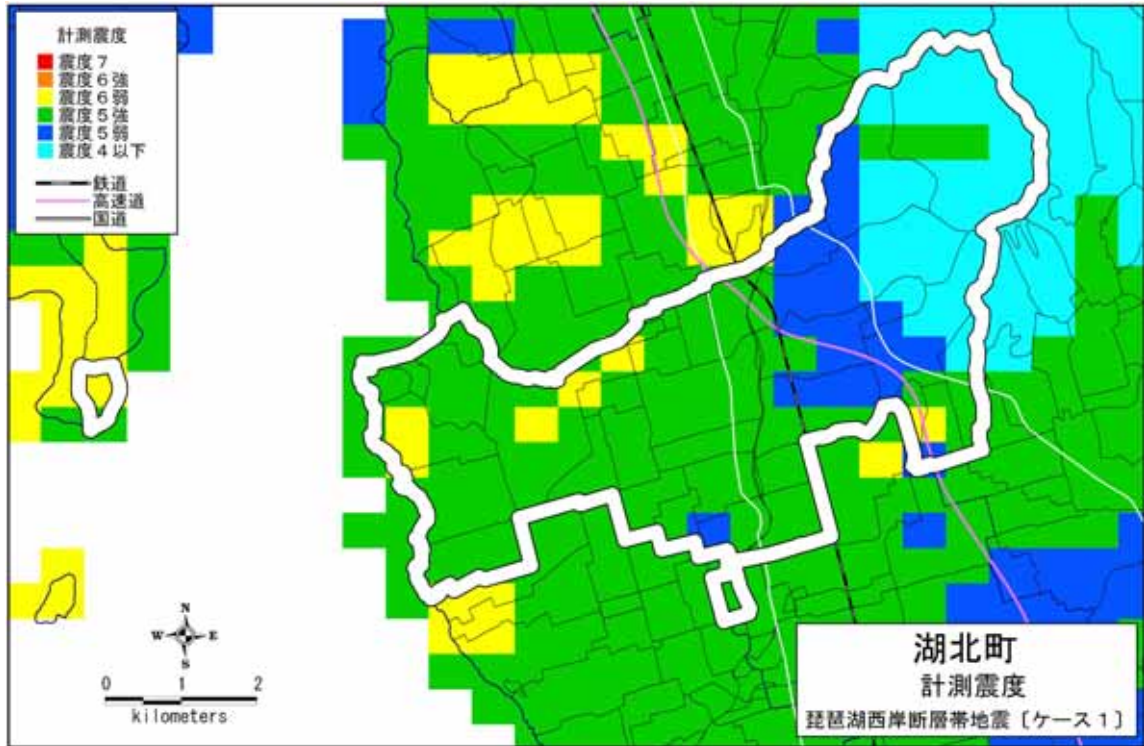 計測震度
震度7
震度6強
震度6弱
震度5強
震度5弱
震度4以下
鉄道
高速道
国道
N
W E
S
0 1 2
kilometers
湖北町
計測震度
琵琶湖西岸断層帯地震〔ケース1〕